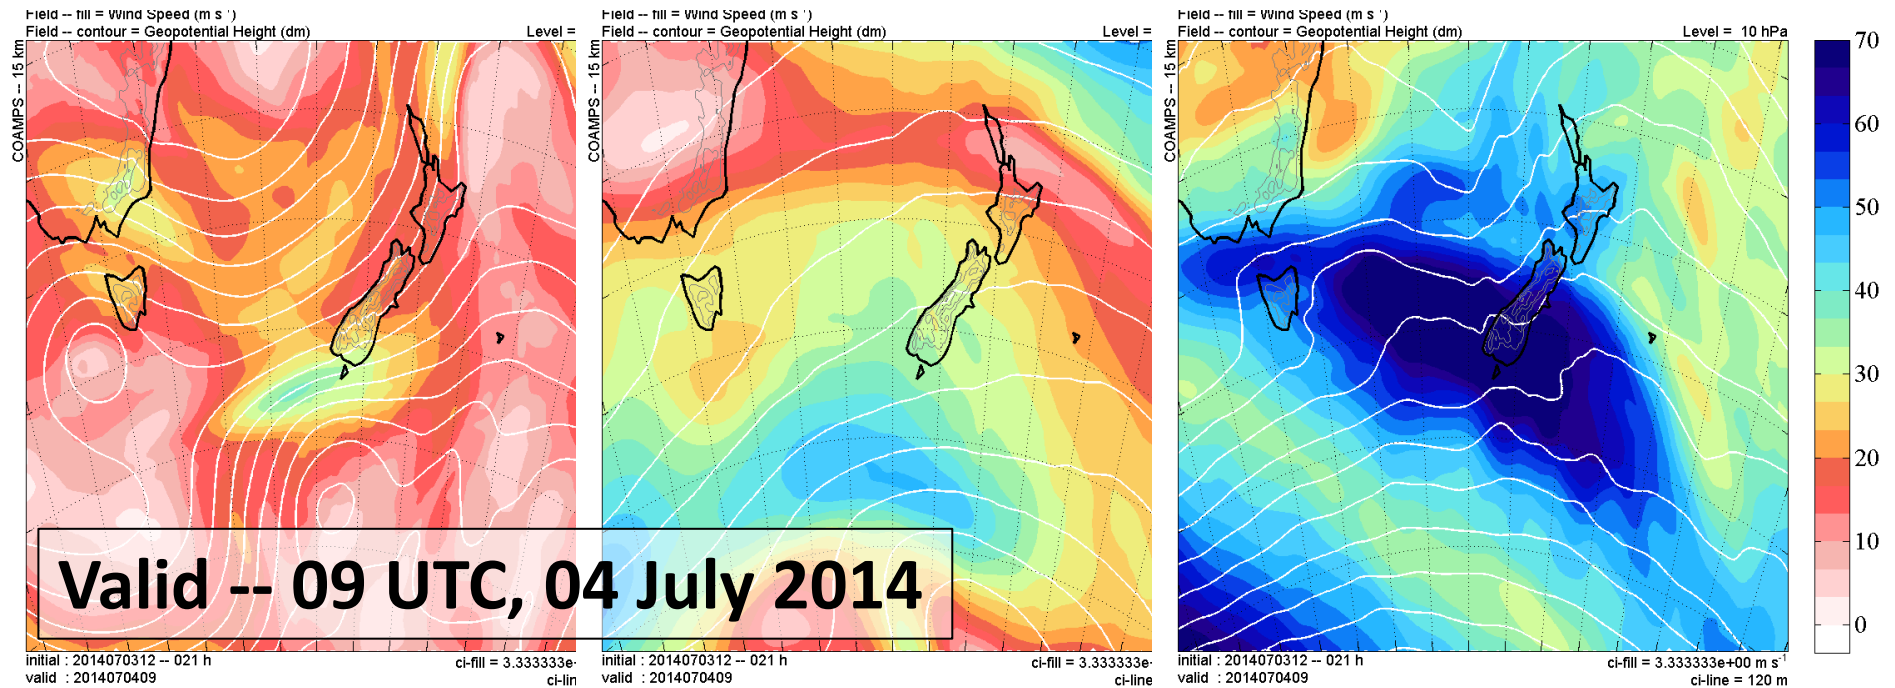 Field -- fill = Wind Speed (m s⁻¹)
Field -- contour = Geopotential Height (dm)
Level =
COAMPS -- 15 km
initial : 2014070312 -- 021 h
valid : 2014070409
ci-fill = 3.333333e-
ci-lin
Field -- fill = Wind Speed (m s⁻¹)
Field -- contour = Geopotential Height (dm)
Level =
COAMPS -- 15 km
initial : 2014070312 -- 021 h
valid : 2014070409
ci-fill = 3.333333e-
ci-line
Field -- fill = Wind Speed (m s⁻¹)
Field -- contour = Geopotential Height (dm)
Level = 10 hPa
COAMPS -- 15 km
initial : 2014070312 -- 021 h
valid : 2014070409
ci-fill = 3.333333e+00 m s⁻¹
ci-line = 120 m
70
60
50
40
30
20
10
0
Valid -- 09 UTC, 04 July 2014